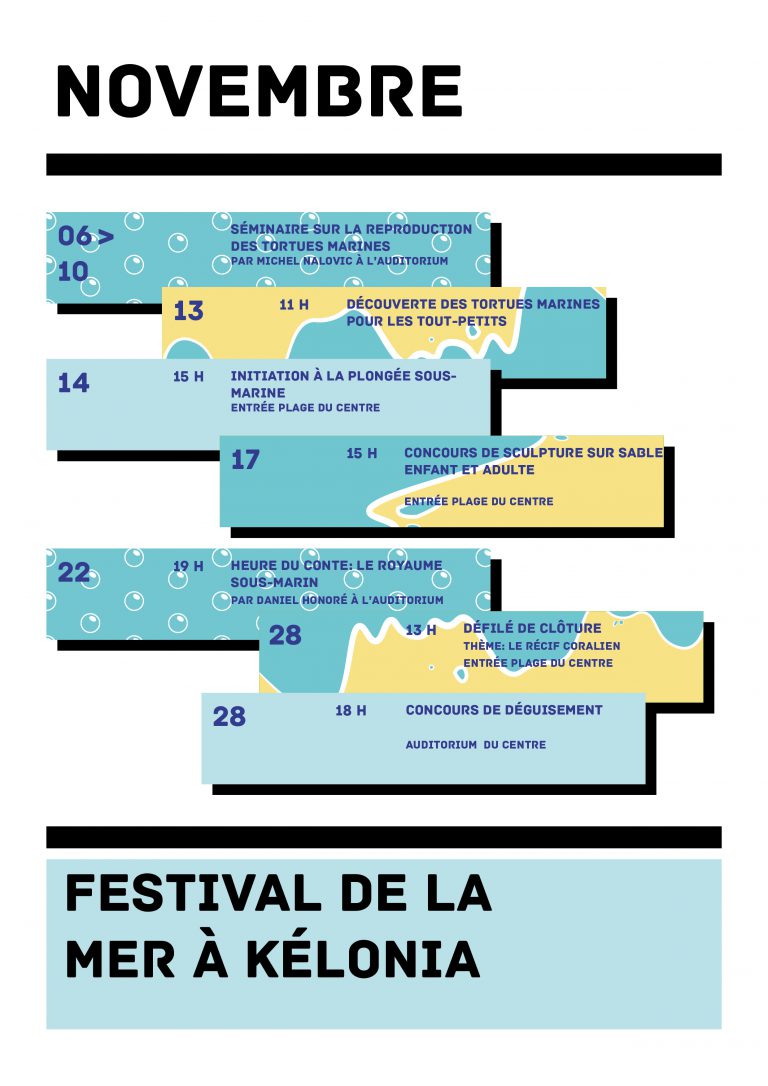 NOVEMBRE
06 >
10
SÉMINAIRE SUR LA REPRODUCTION
DES TORTUES MARINES
PAR MICHEL NALOVIC À L'AUDITORIUM
13
11 H
DÉCOUVERTE DES TORTUES MARINES
POUR LES TOUT-PETITS
14
15 H
INITIATION À LA PLONGÉE SOUS-
MARINE
ENTRÉE PLAGE DU CENTRE
17
15 H
CONCOURS DE SCULPTURE SUR SABLE
ENFANT ET ADULTE
ENTRÉE PLAGE DU CENTRE
22
19 H
HEURE DU CONTE: LE ROYAUME
SOUS-MARIN
PAR DANIEL HONORÉ À L'AUDITORIUM
28
13 H
DÉFILÉ DE CLÔTURE
THÈME: LE RÉCIF CORALIEN
ENTRÉE PLAGE DU CENTRE
28
18 H
CONCOURS DE DÉGUISEMENT
AUDITORIUM DU CENTRE
FESTIVAL DE LA
MER À KÉLONIA